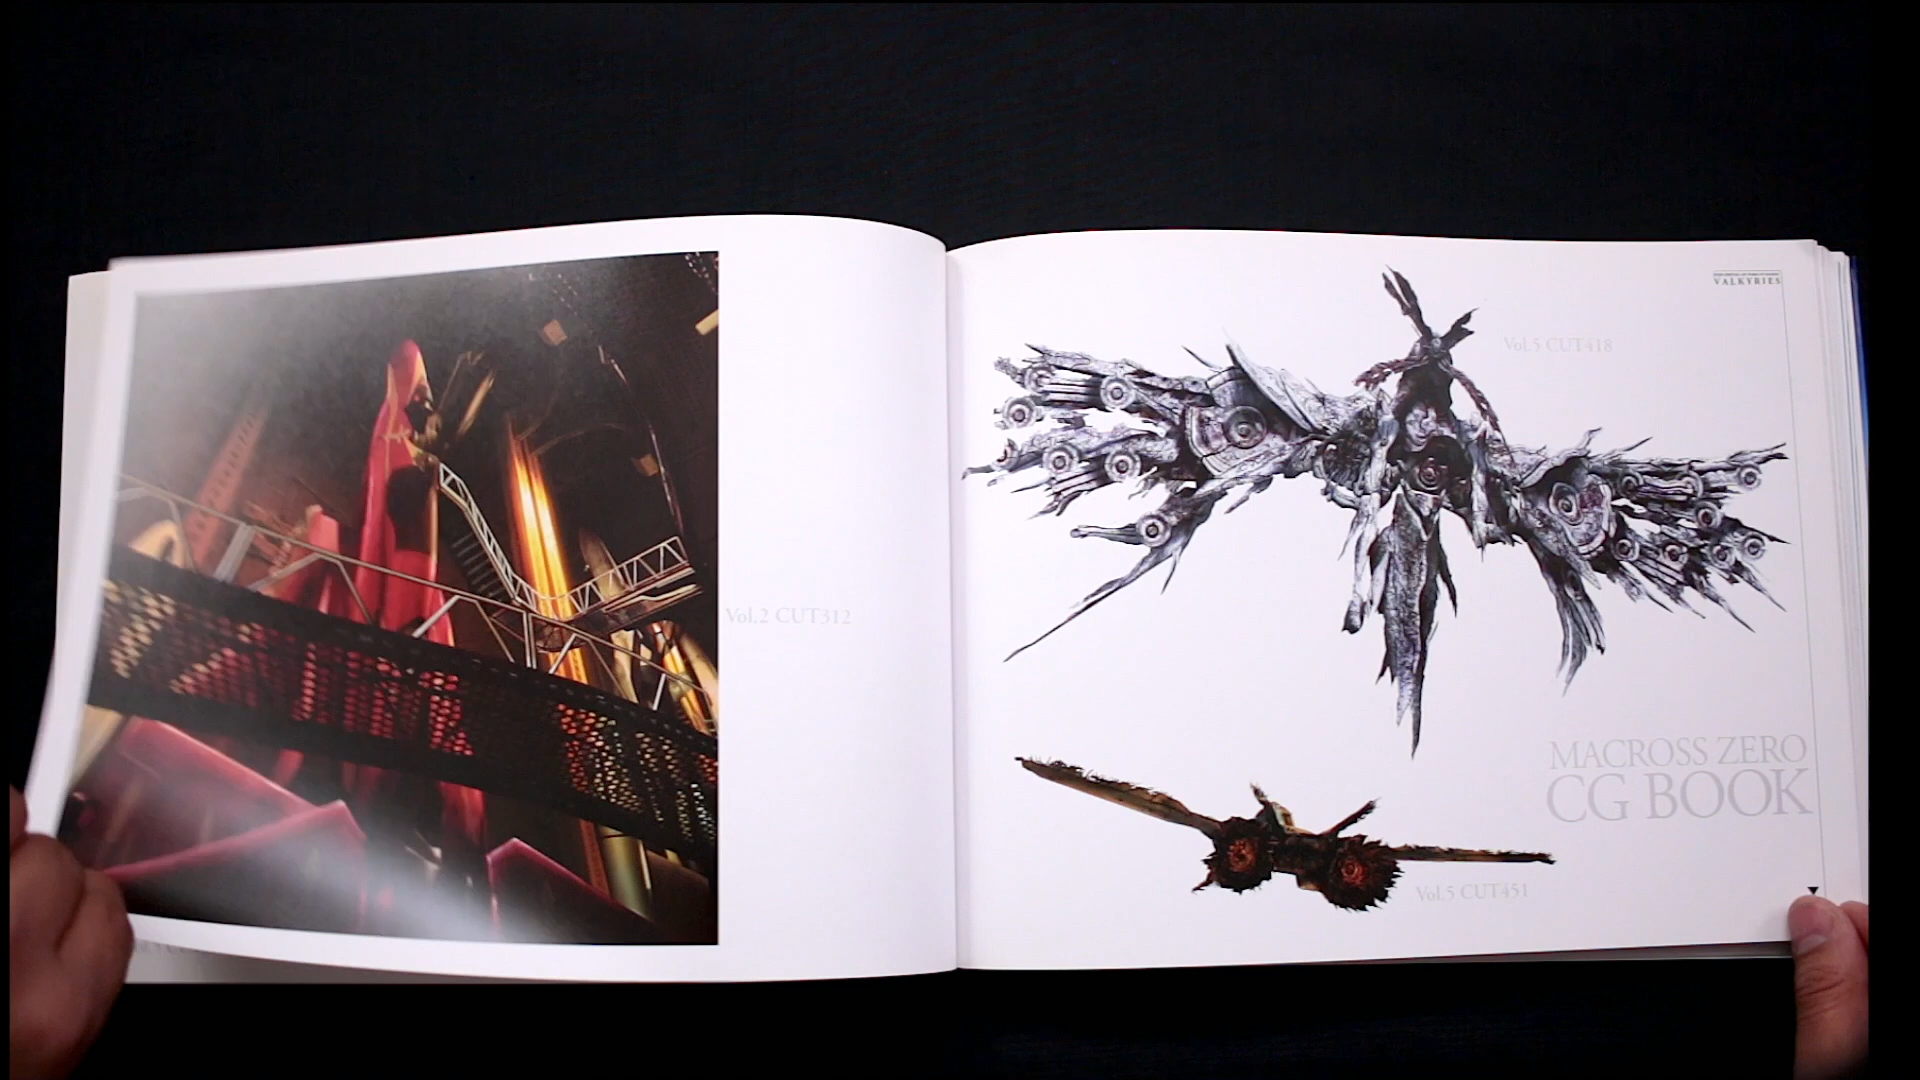 Vol.2 CUT312
VALKYRIES
Vol.5 CUT418
MACROSS ZERO
CG BOOK
Vol.5 CUT451